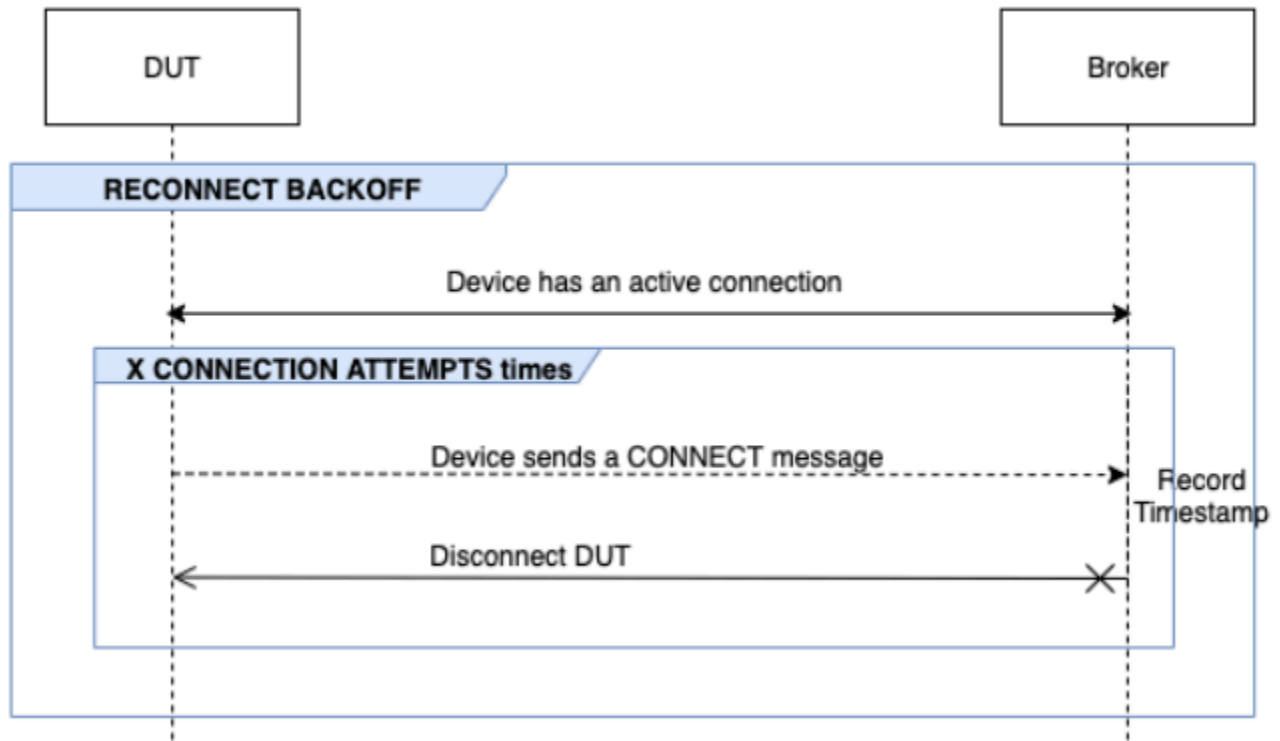 DUT
Broker
RECONNECT BACKOFF
Device has an active connection
X CONNECTION ATTEMPTS times
Device sends a CONNECT message
Record
Timestamp
Disconnect DUT